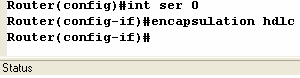 Router(config)#int ser 0
Router(config-if)#encapsulation hdlc
Router(config-if)#
Status